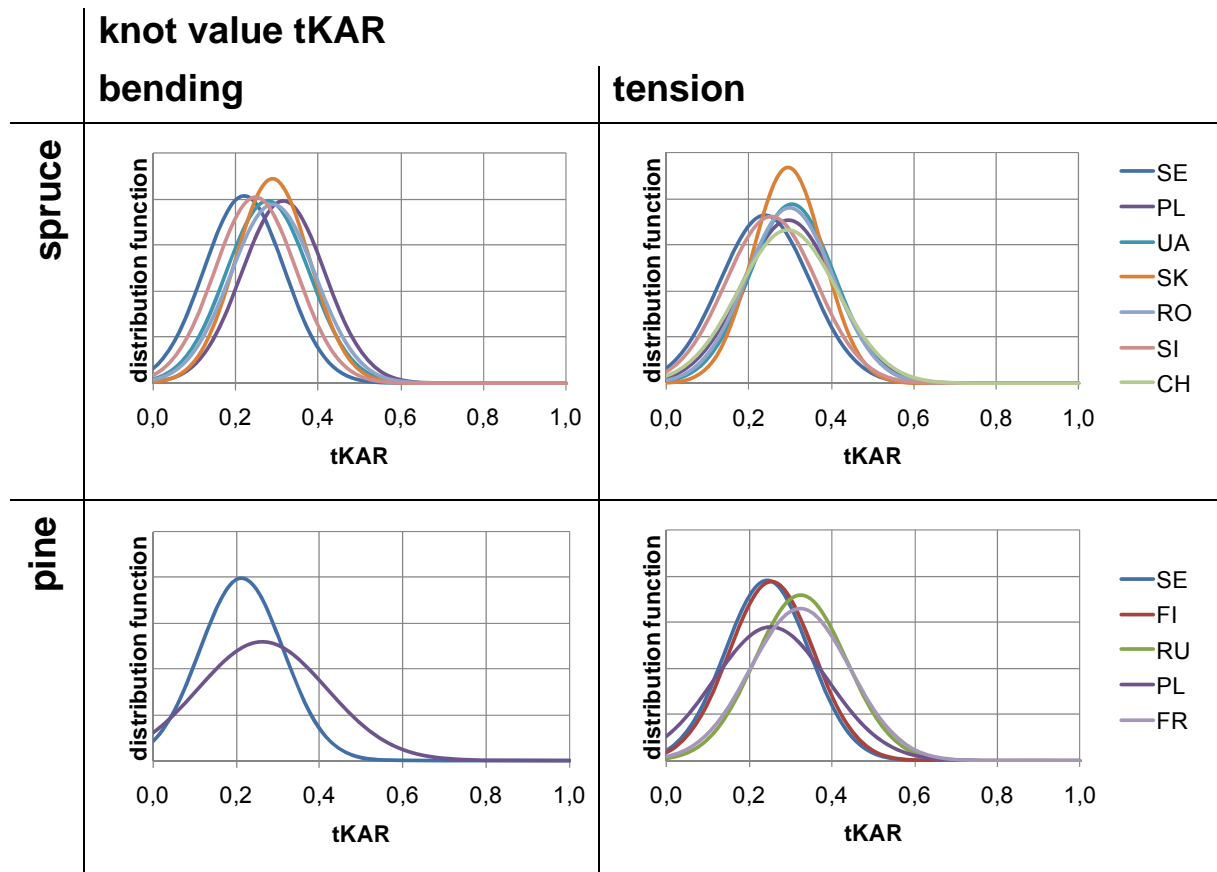 knot value tKAR
bending
tension
spruce
distribution function
0,0 0,2 0,4 0,6 0,8 1,0
tKAR
distribution function
0,0 0,2 0,4 0,6 0,8 1,0
tKAR
SE
PL
UA
SK
RO
SI
CH
pine
distribution function
0,0 0,2 0,4 0,6 0,8 1,0
tKAR
distribution function
0,0 0,2 0,4 0,6 0,8 1,0
tKAR
SE
FI
RU
PL
FR